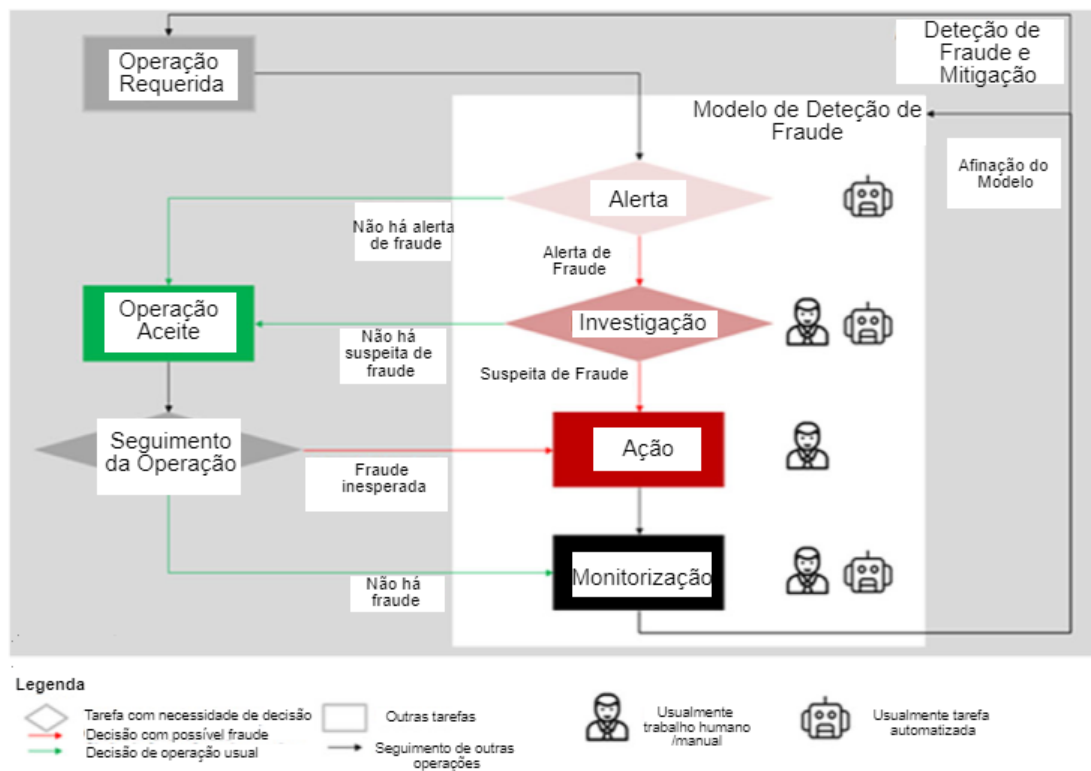 Operação
Requerida
Deteção de
Fraude e
Mitigação
Modelo de Deteção de
Fraude
Afinação do
Modelo
Alerta
Não há alerta
de fraude
Alerta de
Fraude
Operação
Aceite
Investigação
Não há
suspeita de
fraude
Suspeita de Fraude
Seguimento
da Operação
Fraude
inesperada
Ação
Não há
fraude
Monitorização
Legenda
Tarefa com necessidade de decisão
Decisão com possível fraude
Decisão de operação usual
Outras tarefas
Seguimento de outras
operações
Usualmente
trabalho humano
/manual
Usualmente tarefa
automatizada